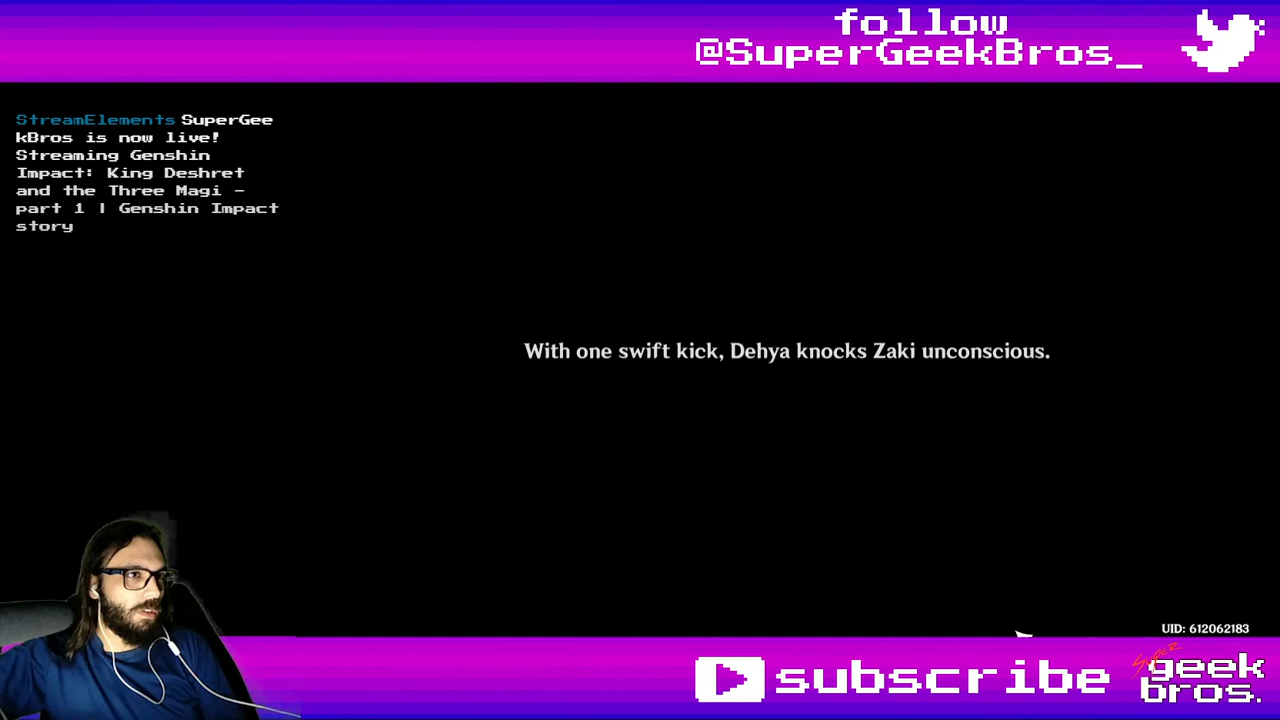 follow
@SuperGeekBros_
StreamElements SuperGee
kBros is now live!
Streaming Genshin
Impact: King Deshret
and the Three Magi -
part 1 | Genshin Impact
story
With one swift kick, Dehya knocks Zaki unconscious.
UID: 612062183
subscribe
super
geek
bros.